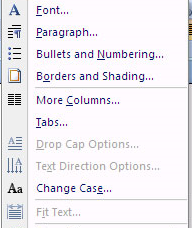 Font...
Paragraph...
Bullets and Numbering...
Borders and Shading...
More Columns...
Tabs...
Drop Cap Options...
Text Direction Options...
Change Case...
Fit Text...